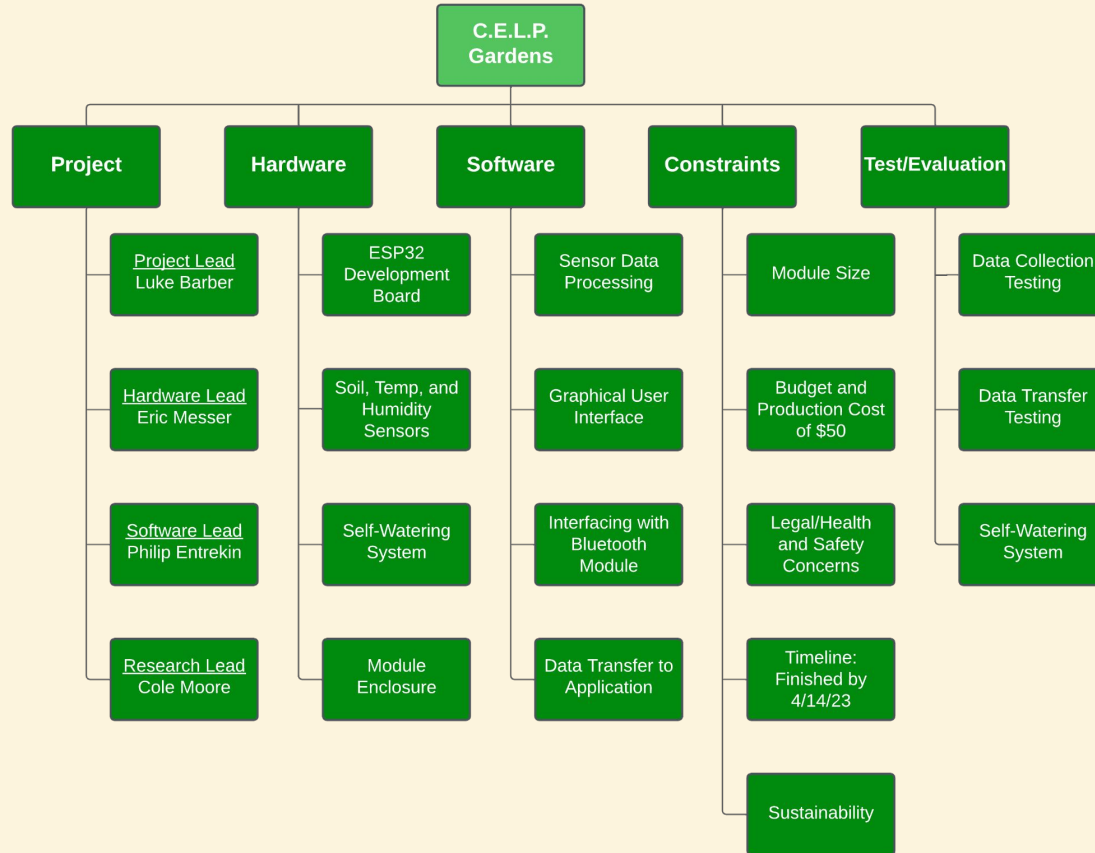 C.E.L.P.
Gardens
Project
Hardware
Software
Constraints
Test/Evaluation
Project Lead
Luke Barber
Hardware Lead
Eric Messer
Software Lead
Philip Entrekin
Research Lead
Cole Moore
ESP32
Development
Board
Soil, Temp, and
Humidity
Sensors
Self-Watering
System
Module
Enclosure
Sensor Data
Processing
Graphical User
Interface
Interfacing with
Bluetooth
Module
Data Transfer to
Application
Module Size
Budget and
Production Cost
of $50
Legal/Health
and Safety
Concerns
Timeline:
Finished by
4/14/23
Sustainability
Data Collection
Testing
Data Transfer
Testing
Self-Watering
System